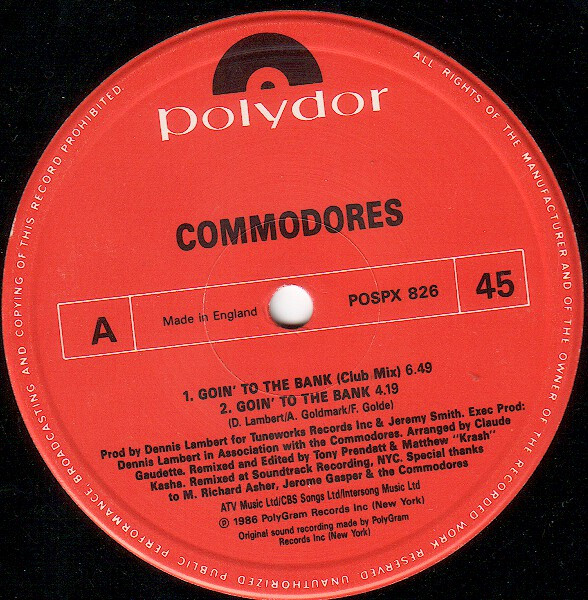 polydor
COMMODORES
A
Made in England
POSPX 826
45
1. GOIN' TO THE BANK (Club Mix) 6.49
2. GOIN' TO THE BANK 4.19
(D. Lambert/A. Goldmark/F. Golde)
Prod by Dennis Lambert for Tuneworks Records Inc & Jeremy Smith. Exec Prod:
Dennis Lambert in Association with the Commodores. Arranged by Claude
Gaudette. Remixed and Edited by Tony Prendatt & Matthew "Krash"
Kasha. Remixed at Soundtrack Recording, NYC. Special thanks
to M. Richard Asher, Jerome Gasper & the Commodores
ATV Music Ltd/CBS Songs Ltd/Intersong Music Ltd
℗ 1986 PolyGram Records Inc (New York)
Original sound recording made by PolyGram
Records Inc (New York)
ALL RIGHTS OF THE MANUFACTURER AND OF THE OWNER OF THE RECORDED WORK RESERVED. UNAUTHORIZED PUBLIC PERFORMANCE, BROADCASTING AND COPYING OF THIS RECORD PROHIBITED.